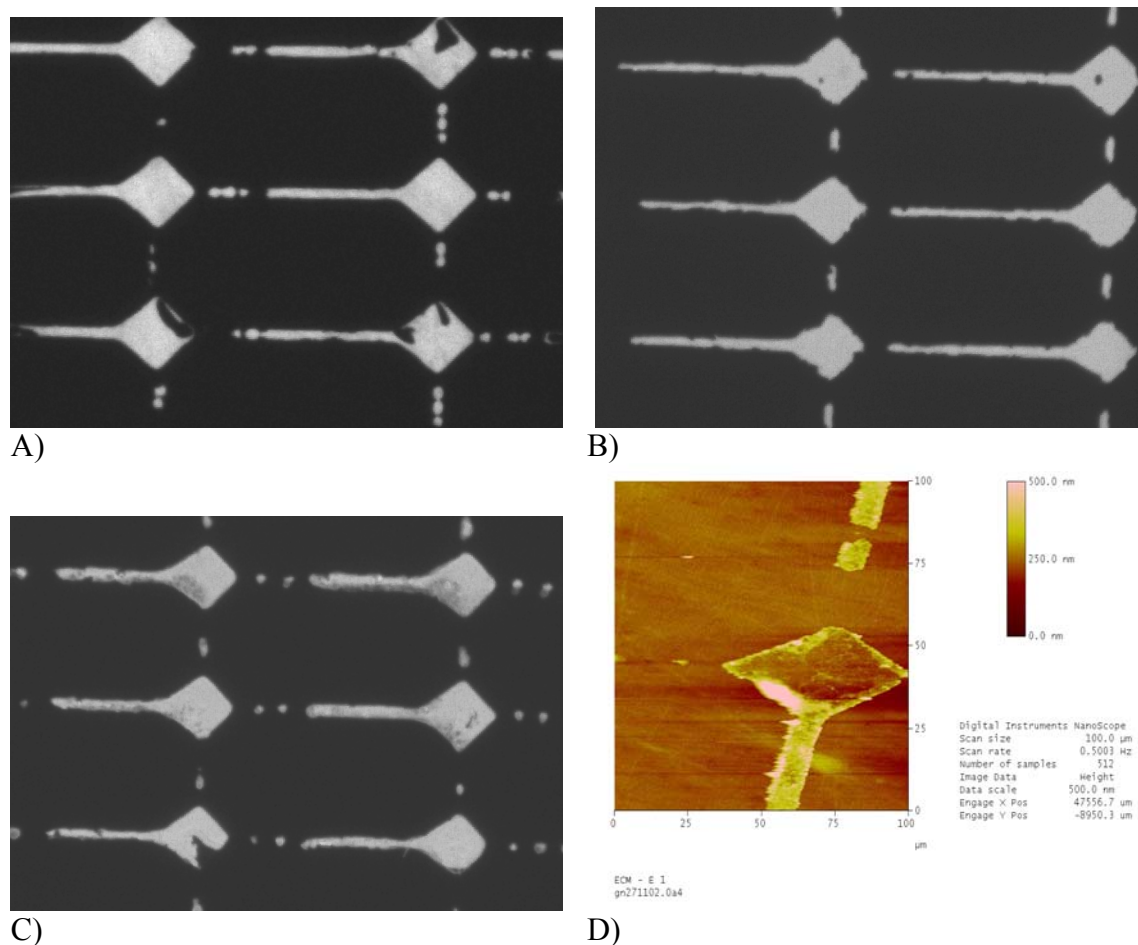 A)
B)
100
75
50
25
0
0 25 50 75 100
µm
500.0 nm
250.0 nm
0.0 nm
Digital Instruments NanoScope
Scan size 100.0 µm
Scan rate 0.5003 Hz
Number of samples 512
Image Data Height
Data scale 500.0 nm
Engage X Pos 47556.7 um
Engage Y Pos -8950.3 um
ECM - E 1
gn271102.0a4
C)
D)